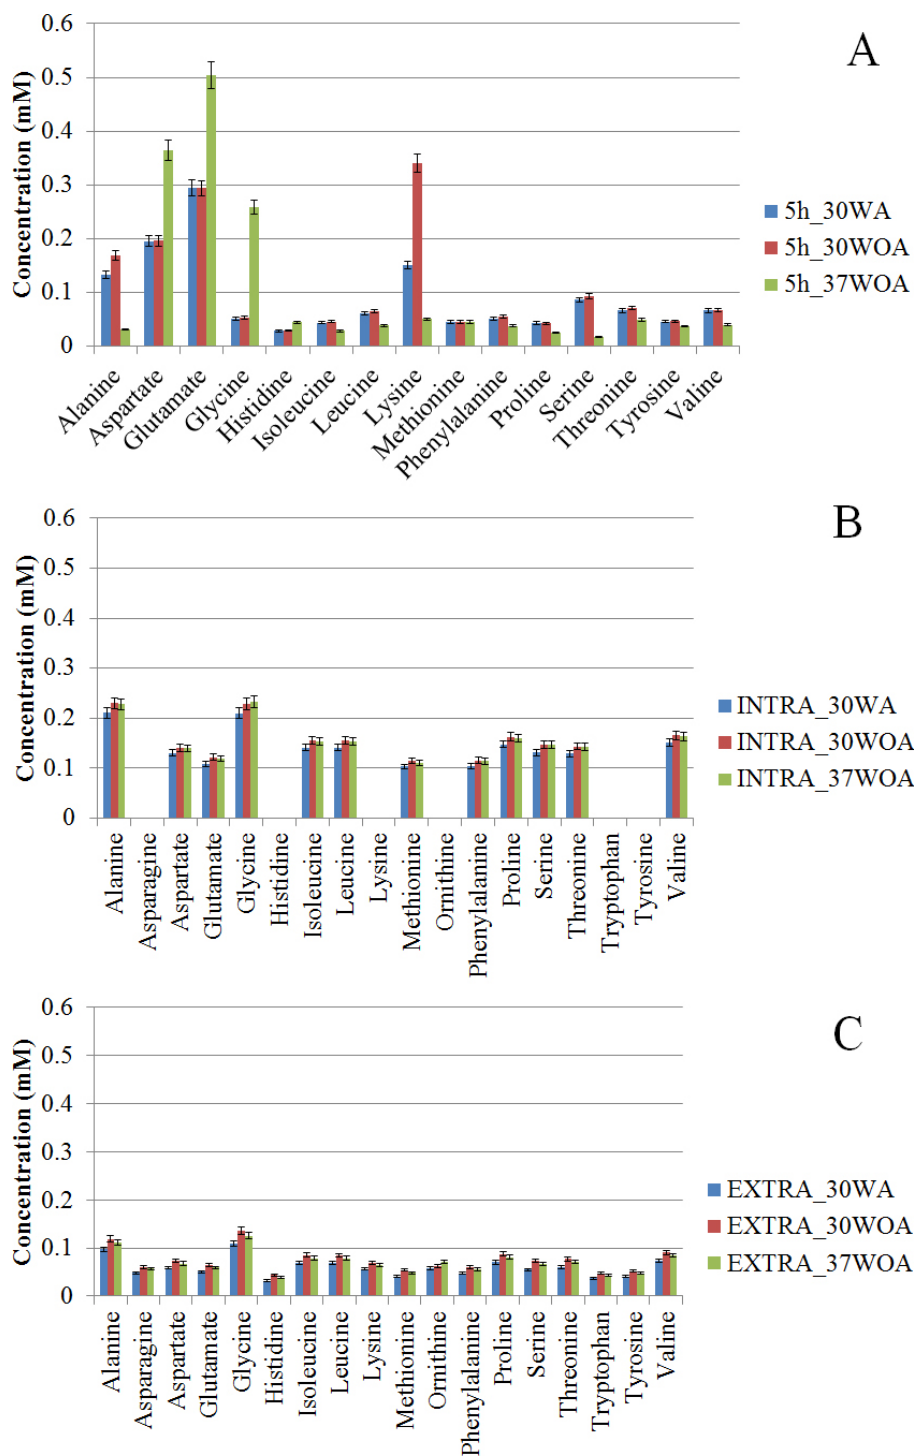 A
Concentration (mM)
0.6
0.5
0.4
0.3
0.2
0.1
0
Alanine
Aspartate
Glutamate
Glycine
Histidine
Isoleucine
Leucine
Lysine
Methionine
Phenylalanine
Proline
Serine
Threonine
Tyrosine
Valine
5h_30WA
5h_30WOA
5h_37WOA
B
Concentration (mM)
0.6
0.5
0.4
0.3
0.2
0.1
0
Alanine
Asparagine
Aspartate
Glutamate
Glycine
Histidine
Isoleucine
Leucine
Lysine
Methionine
Ornithine
Phenylalanine
Proline
Serine
Threonine
Tryptophan
Tyrosine
Valine
INTRA_30WA
INTRA_30WOA
INTRA_37WOA
C
Concentration (mM)
0.6
0.5
0.4
0.3
0.2
0.1
0
Alanine
Asparagine
Aspartate
Glutamate
Glycine
Histidine
Isoleucine
Leucine
Lysine
Methionine
Ornithine
Phenylalanine
Proline
Serine
Threonine
Tryptophan
Tyrosine
Valine
EXTRA_30WA
EXTRA_30WOA
EXTRA_37WOA